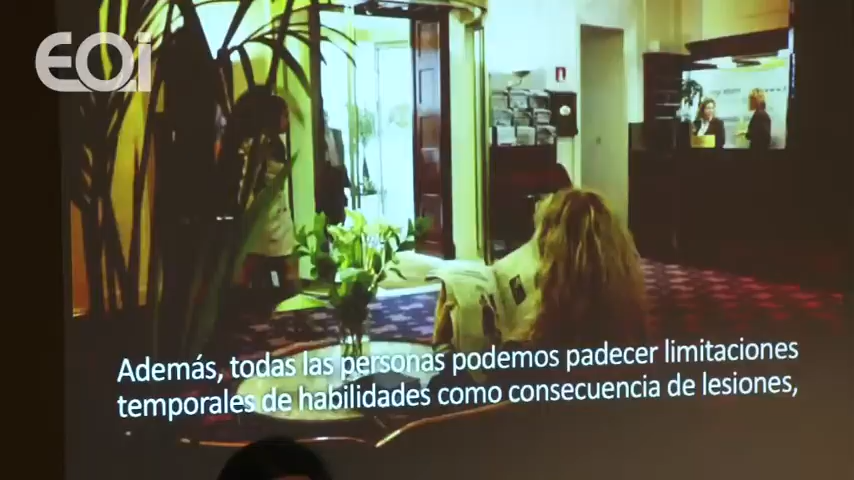 EOi
Además, todas las personas podemos padecer limitaciones
temporales de habilidades como consecuencia de lesiones,